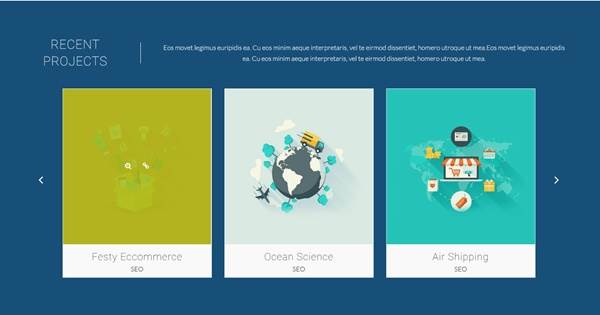 RECENT
PROJECTS
Eos movet legimus euripidis ea. Cu eos minim aeque interpretaris, vel te eirmod dissentiet, homero utroque ut mea.Eos movet legimus euripidis
ea. Cu eos minim aeque interpretaris, vel te eirmod dissentiet, homero utroque ut mea.
Festy Eccommerce
SEO
Ocean Science
SEO
Air Shipping
SEO